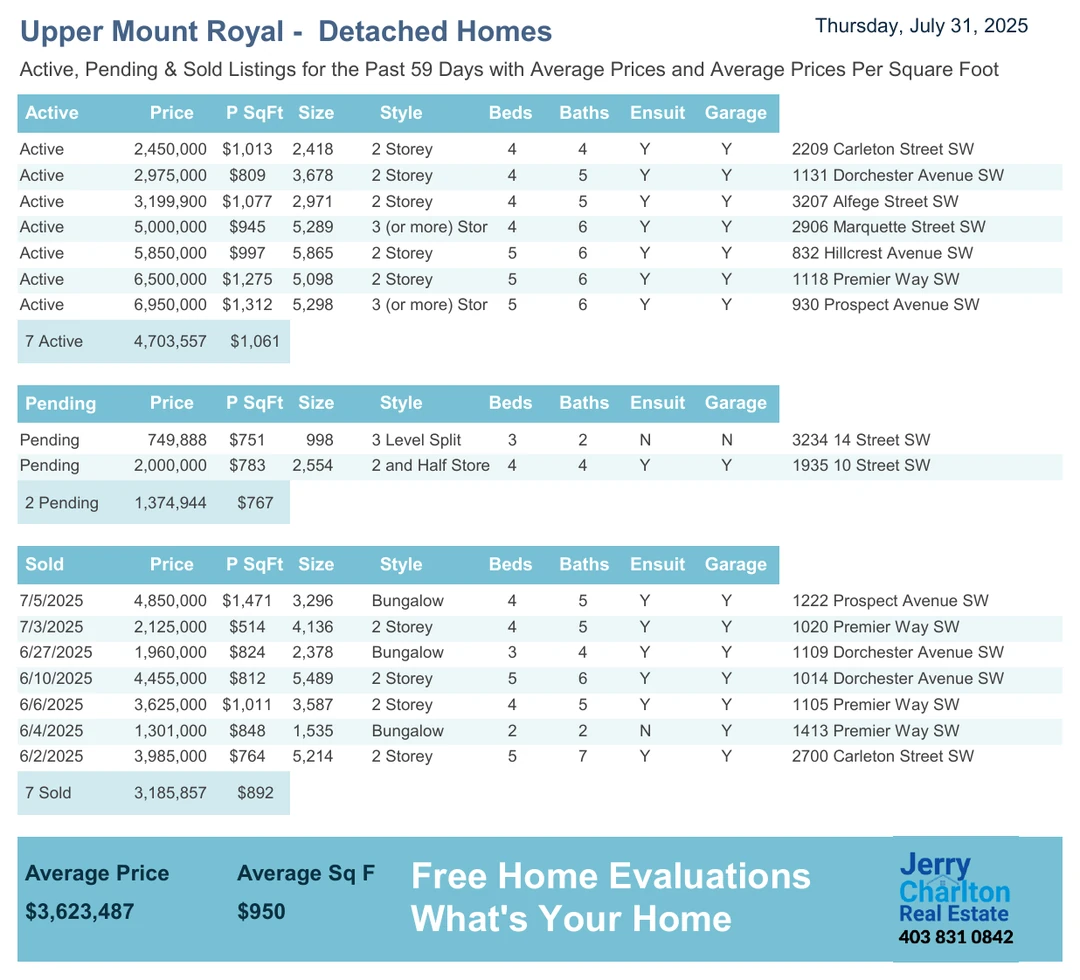 Upper Mount Royal -  Detached Homes
Thursday, July 31, 2025
Active, Pending & Sold Listings for the Past 59 Days with Average Prices and Average Prices Per Square Foot
Active Price P SqFt Size Style Beds Baths Ensuit Garage
Active 2,450,000 $1,013 2,418 2 Storey 4 4 Y Y 2209 Carleton Street SW
Active 2,975,000 $809 3,678 2 Storey 4 5 Y Y 1131 Dorchester Avenue SW
Active 3,199,900 $1,077 2,971 2 Storey 4 5 Y Y 3207 Alfege Street SW
Active 5,000,000 $945 5,289 3 (or more) Stor 4 6 Y Y 2906 Marquette Street SW
Active 5,850,000 $997 5,865 2 Storey 5 6 Y Y 832 Hillcrest Avenue SW
Active 6,500,000 $1,275 5,098 2 Storey 5 6 Y Y 1118 Premier Way SW
Active 6,950,000 $1,312 5,298 3 (or more) Stor 5 6 Y Y 930 Prospect Avenue SW
7 Active 4,703,557 $1,061
Pending Price P SqFt Size Style Beds Baths Ensuit Garage
Pending 749,888 $751 998 3 Level Split 3 2 N N 3234 14 Street SW
Pending 2,000,000 $783 2,554 2 and Half Store 4 4 Y Y 1935 10 Street SW
2 Pending 1,374,944 $767
Sold Price P SqFt Size Style Beds Baths Ensuit Garage
7/5/2025 4,850,000 $1,471 3,296 Bungalow 4 5 Y Y 1222 Prospect Avenue SW
7/3/2025 2,125,000 $514 4,136 2 Storey 4 5 Y Y 1020 Premier Way SW
6/27/2025 1,960,000 $824 2,378 Bungalow 3 4 Y Y 1109 Dorchester Avenue SW
6/10/2025 4,455,000 $812 5,489 2 Storey 5 6 Y Y 1014 Dorchester Avenue SW
6/6/2025 3,625,000 $1,011 3,587 2 Storey 4 5 Y Y 1105 Premier Way SW
6/4/2025 1,301,000 $848 1,535 Bungalow 2 2 N Y 1413 Premier Way SW
6/2/2025 3,985,000 $764 5,214 2 Storey 5 7 Y Y 2700 Carleton Street SW
7 Sold 3,185,857 $892
Average Price Average Sq F
$3,623,487 $950
Free Home Evaluations
What's Your Home
Jerry
Charlton
Real Estate
403 831 0842